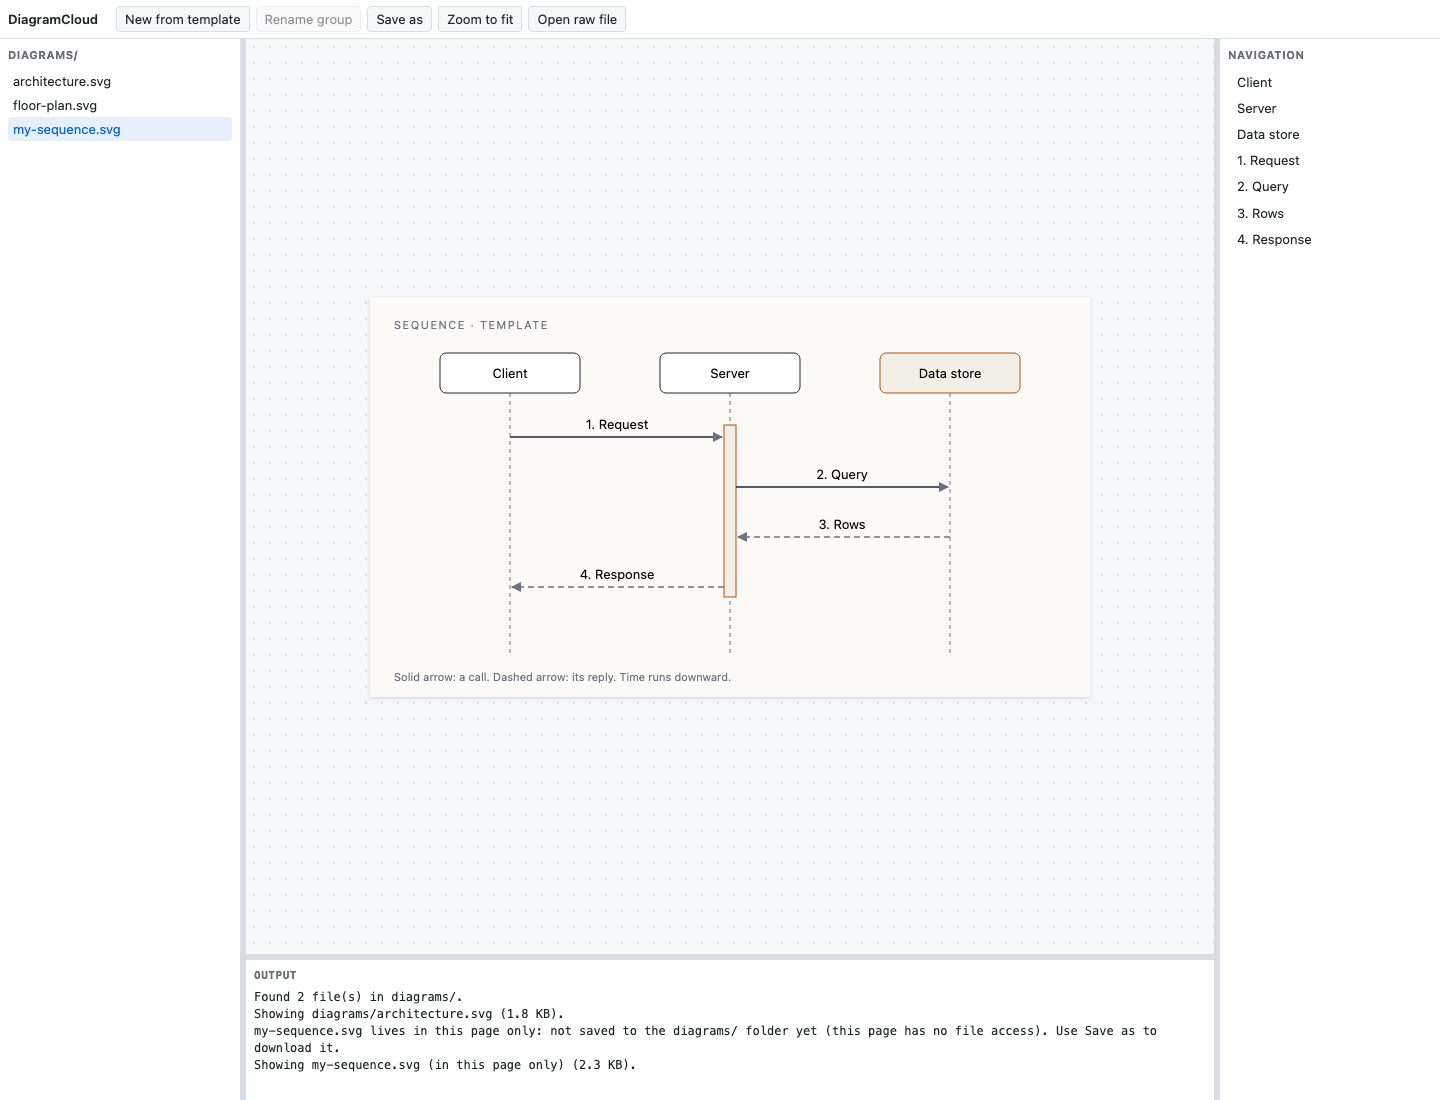 DiagramCloud
New from template
Rename group
Save as
Zoom to fit
Open raw file
DIAGRAMS/
architecture.svg
floor-plan.svg
my-sequence.svg
SEQUENCE · TEMPLATE
Client
Server
Data store
1. Request
2. Query
3. Rows
4. Response
Solid arrow: a call. Dashed arrow: its reply. Time runs downward.
OUTPUT
Found 2 file(s) in diagrams/.
Showing diagrams/architecture.svg (1.8 KB).
my-sequence.svg lives in this page only: not saved to the diagrams/ folder yet (this page has no file access). Use Save as to
download it.
Showing my-sequence.svg (in this page only) (2.3 KB).
NAVIGATION
Client
Server
Data store
1. Request
2. Query
3. Rows
4. Response